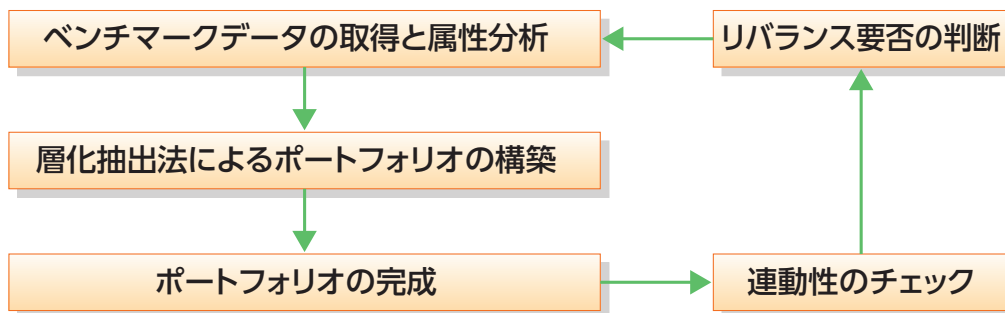 ベンチマークデータの取得と属性分析
リバランス要否の判断
層化抽出法によるポートフォリオの構築
ポートフォリオの完成
連動性のチェック